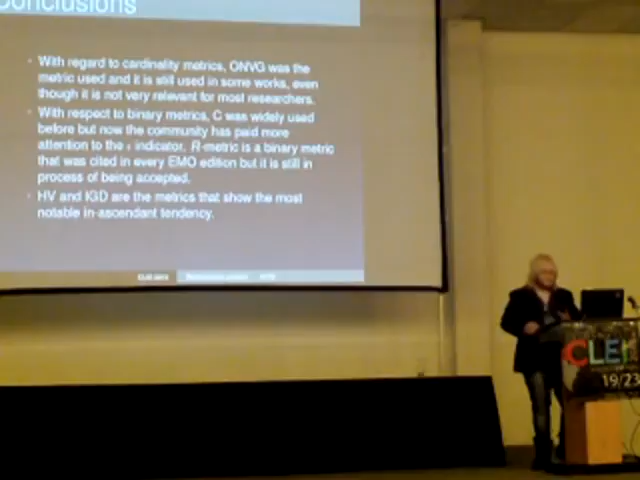 Conclusions
With regard to cardinality metrics, ONVG was the
metric used and it is still used in some works, even
though it is not very relevant for most researchers.
With respect to binary metrics, C was widely used
before but now the community has paid more
attention to the ε indicator. R-metric is a binary metric
that was cited in every EMO edition but it is still in
process of being accepted.
HV and IGD are the metrics that show the most
notable in-ascendant tendency.
CLEI
19/23